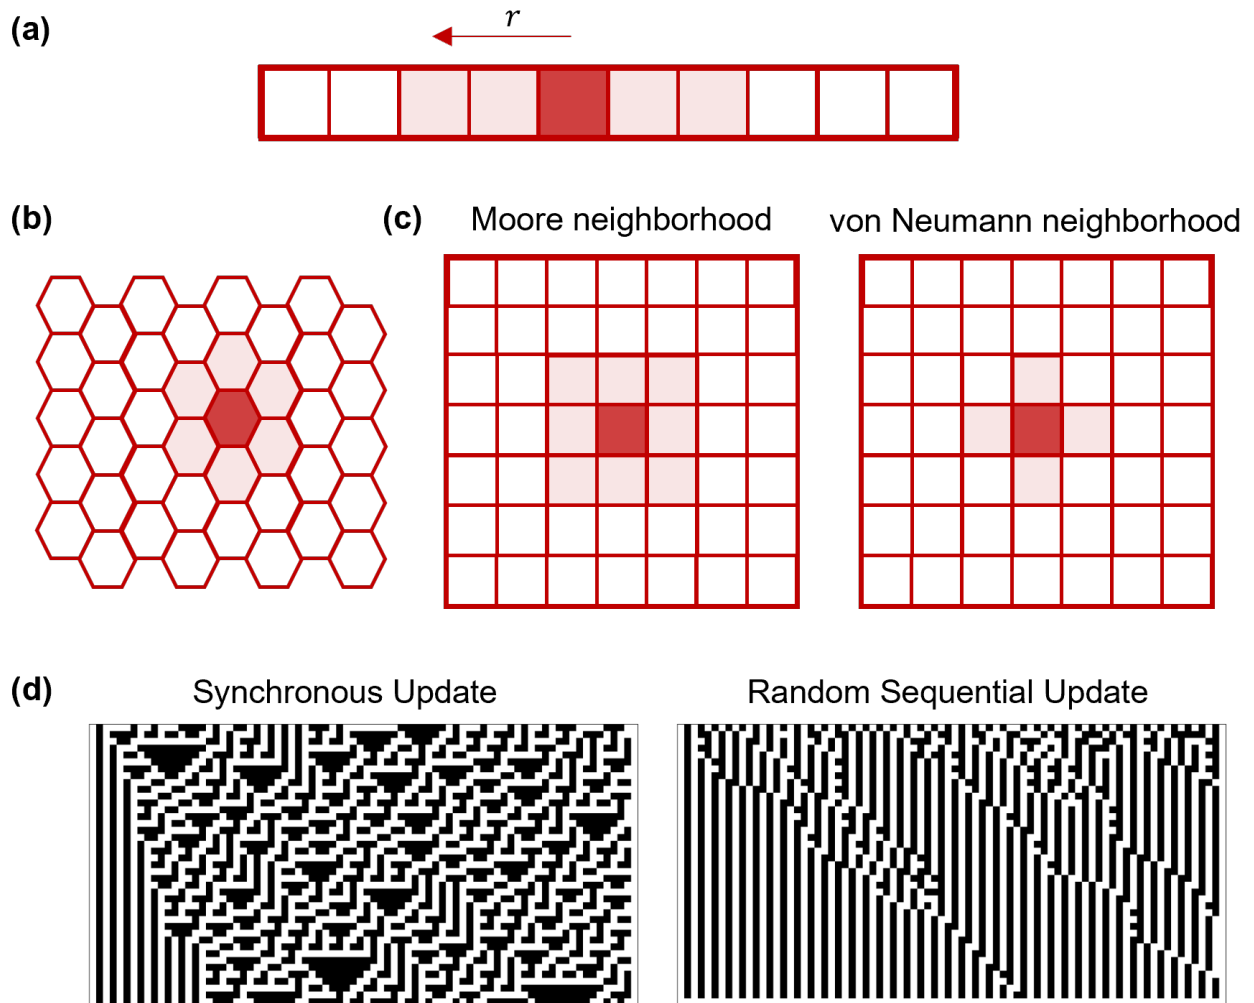 (a)
r
(b)
(c)
Moore neighborhood
von Neumann neighborhood
(d)
Synchronous Update
Random Sequential Update